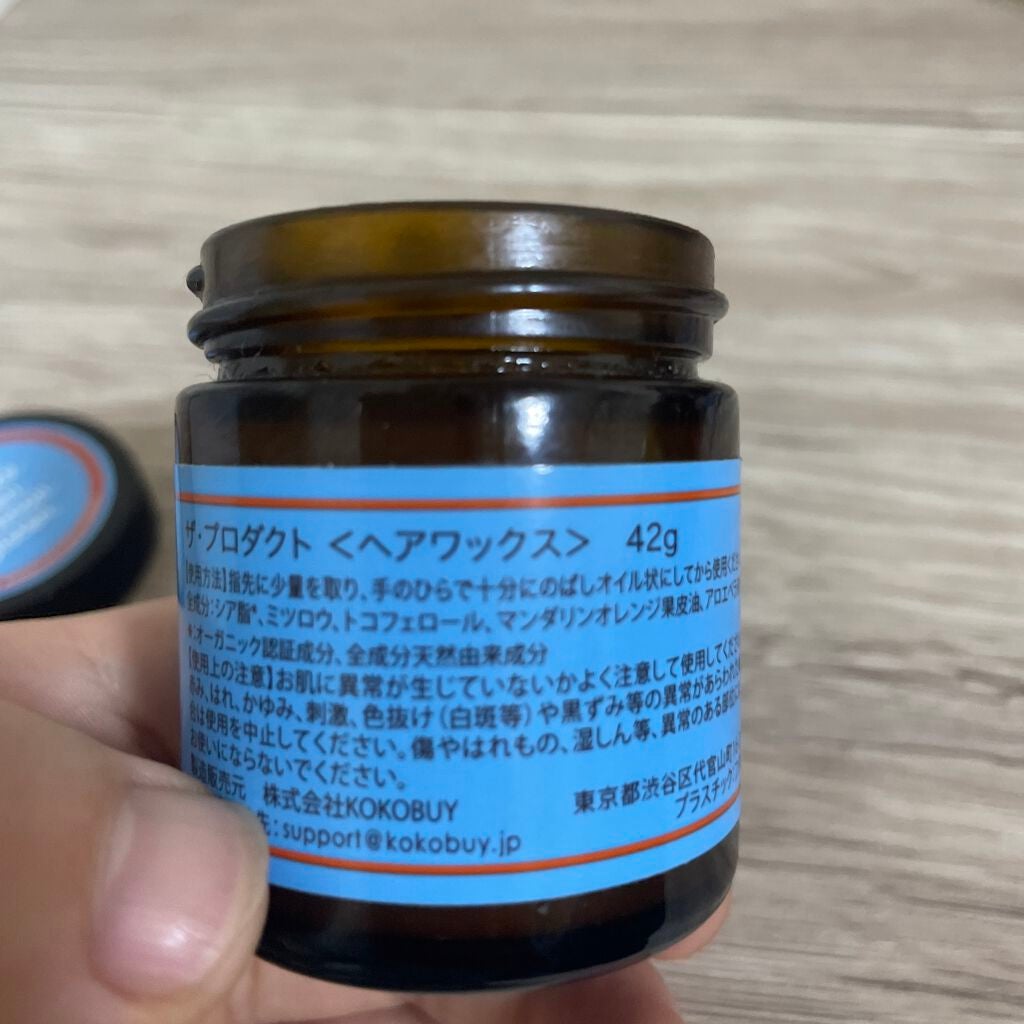 ザ・プロダクト <ヘアワックス> 42g
【使用方法】指先に少量を取り、手のひらで十分にのばしオイル状にしてから使用くだ
全成分:シア脂*、ミツロウ、トコフェロール、マンダリンオレンジ果皮油、アロエベラ
*:オーガニック認証成分、全成分天然由来成分
【使用上の注意】お肌に異常が生じていないかよく注意して使用してくださ
赤み、はれ、かゆみ、刺激、色抜け(白斑等)や黒ずみ等の異常があらわれた
合は使用を中止してください。傷やはれもの、湿しん等、異常のある部位に
お使いにならないでください。
製造販売元 株式会社KOKOBUY 東京都渋谷区代官山町
先:support@kokobuy.jp プラスチック